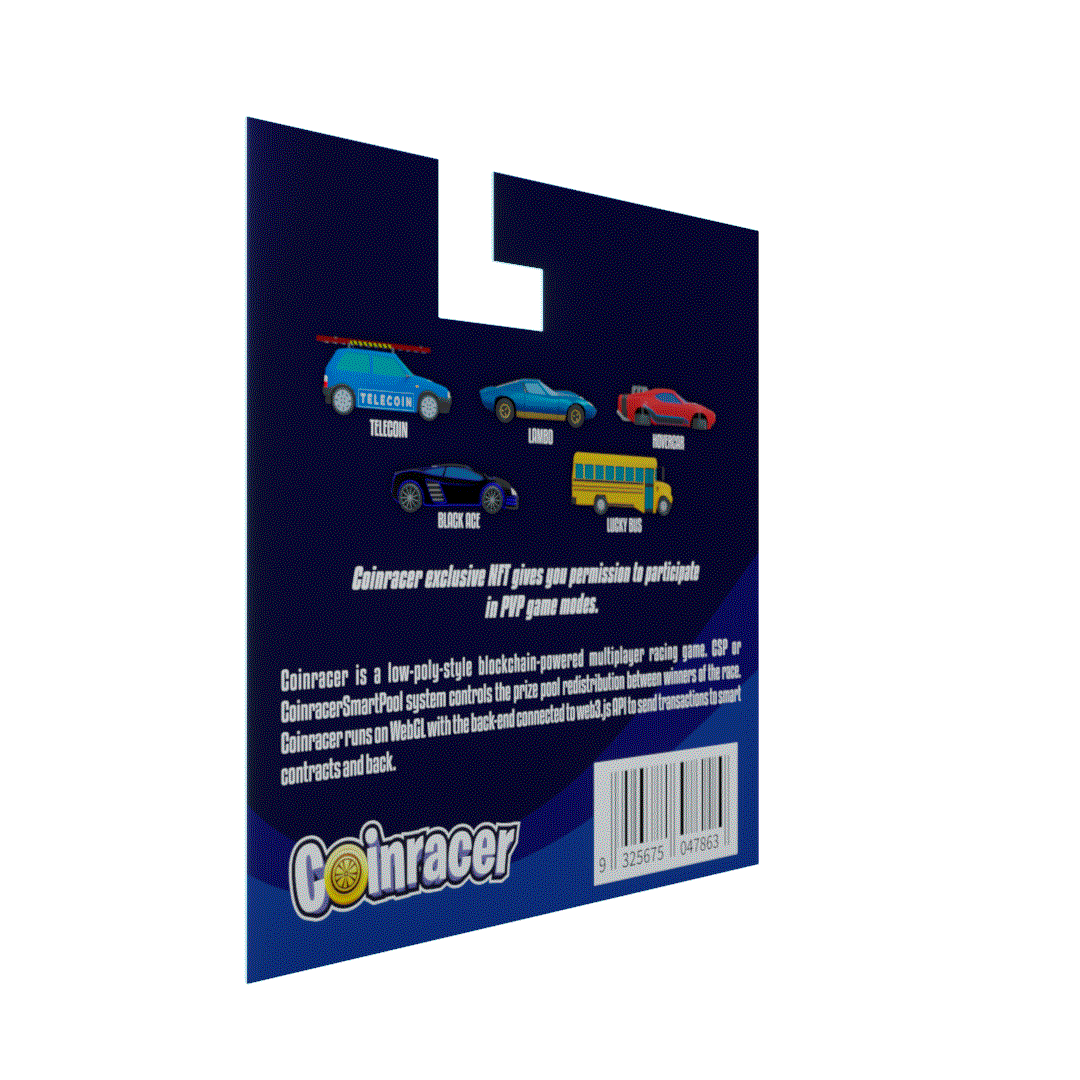 TELECOIN
TELECOIN
LAMBO
HOVERCAR
BLACK ACE
LUCKY BUS
Coinracer exclusive NFT gives you permission to participate
in PVP game modes.
Coinracer is a low-poly-style blockchain-powered multiplayer racing game. CSP or
CoinracerSmartPool system controls the prize pool redistribution between winners of the race.
Coinracer runs on WebGL with the back-end connected to web3.js API to send transactions to smart
contracts and back.
Coinracer
9 325675 047863